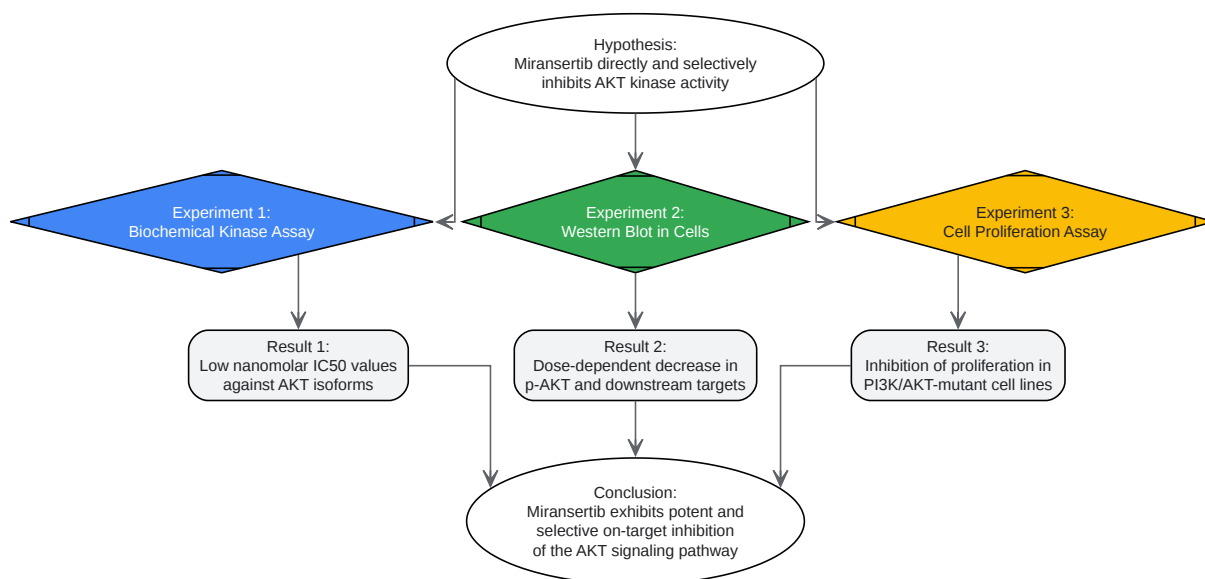 Hypothesis:
Miransertib directly and selectively
inhibits AKT kinase activity
Experiment 1:
Biochemical Kinase Assay
Experiment 2:
Western Blot in Cells
Experiment 3:
Cell Proliferation Assay
Result 1:
Low nanomolar IC50 values
against AKT isoforms
Result 2:
Dose-dependent decrease in
p-AKT and downstream targets
Result 3:
Inhibition of proliferation in
PI3K/AKT-mutant cell lines
Conclusion:
Miransertib exhibits potent and
selective on-target inhibition
of the AKT signaling pathway